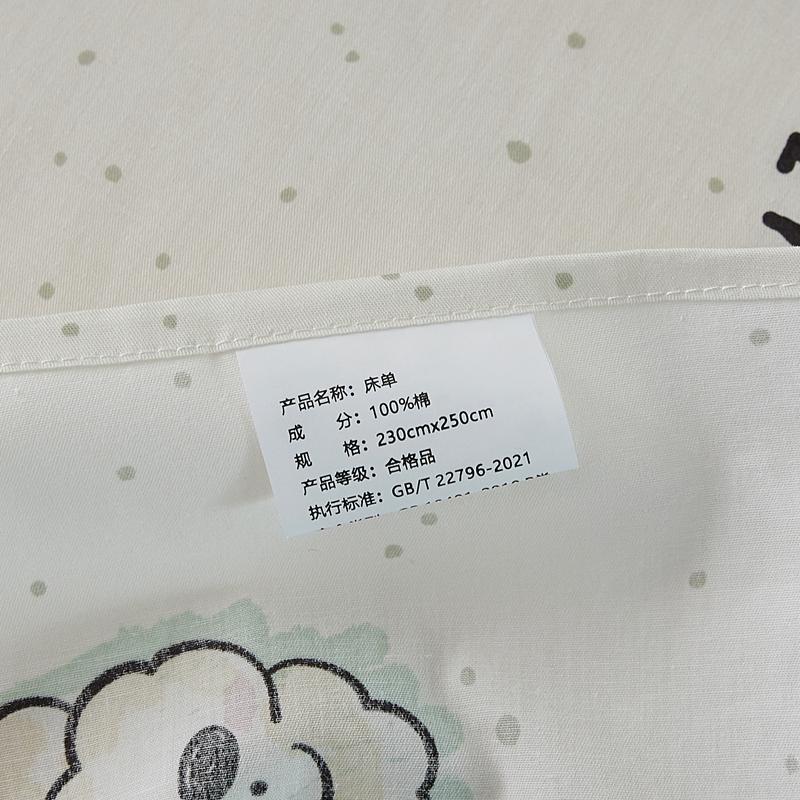 产品名称：床单
成 分：100%棉
规 格：230cmx250cm
产品等级：合格品
执行标准：GB/T 22796-2021